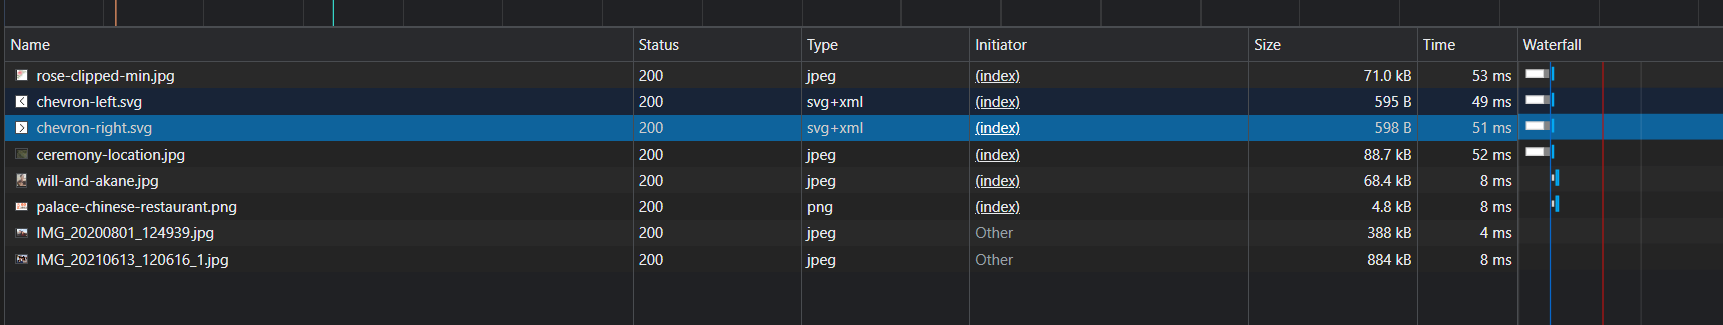 Name Status Type Initiator Size Time Waterfall
rose-clipped-min.jpg 200 jpeg (index) 71.0 kB 53 ms
chevron-left.svg 200 svg+xml (index) 595 B 49 ms
chevron-right.svg 200 svg+xml (index) 598 B 51 ms
ceremony-location.jpg 200 jpeg (index) 88.7 kB 52 ms
will-and-akane.jpg 200 jpeg (index) 68.4 kB 8 ms
palace-chinese-restaurant.png 200 png (index) 4.8 kB 8 ms
IMG_20200801_124939.jpg 200 jpeg Other 388 kB 4 ms
IMG_20210613_120616_1.jpg 200 jpeg Other 884 kB 8 ms